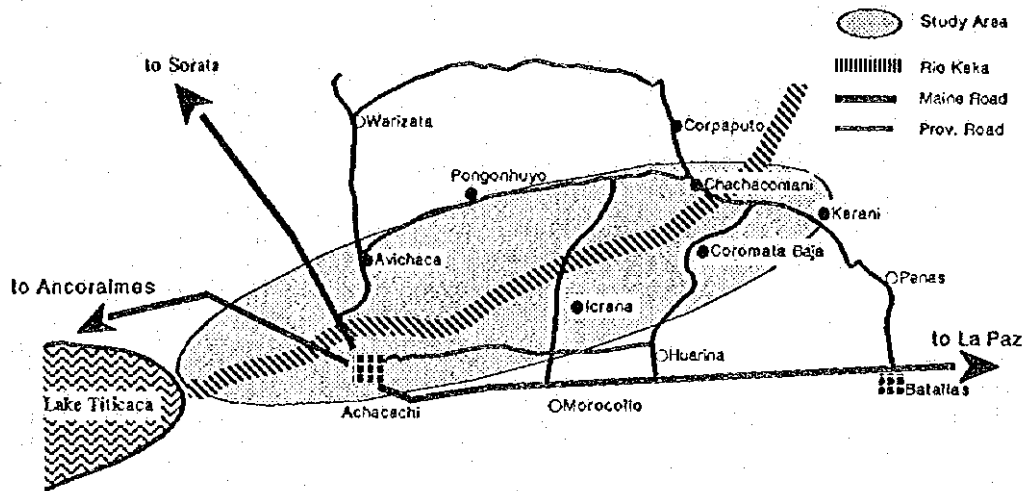 Study Area
to Sorata
Rio Keka
Maine Road
Warizata
Corpaputo
Prov. Road
Pongonhuyo
Chachacomani
Kerani
Avichaca
Coromata Baja
to Ancoraimes
Penas
Icrana
to La Paz
Huarina
Lake Titicaca
Achacachi
Morocollo
Batallas